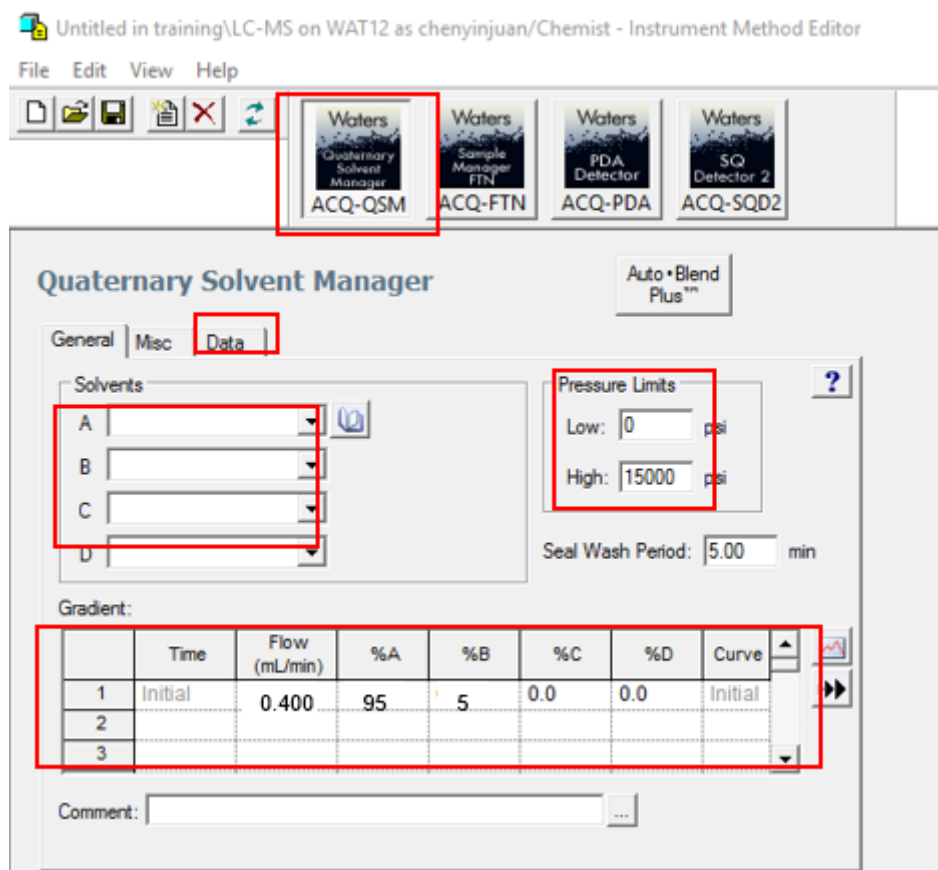 Untitled in training\LC-MS on WAT12 as chenyinjuan/Chemist - Instrument Method Editor
File Edit View Help
Waters Quaternary Solvent Manager ACQ-QSM
Waters Sample Manager FTN ACQ-FTN
Waters PDA Detector ACQ-PDA
Waters SQ Detector 2 ACQ-SQD2
Quaternary Solvent Manager
Auto•Blend Plus™
General Misc Data
Solvents
A
B
C
D
Pressure Limits
?
Low: 0 psi
High: 15000 psi
Seal Wash Period: 5.00 min
Gradient:
Time Flow (mL/min) %A %B %C %D Curve
1 Initial 0.400 95 5 0.0 0.0 Initial
2
3
Comment: ...